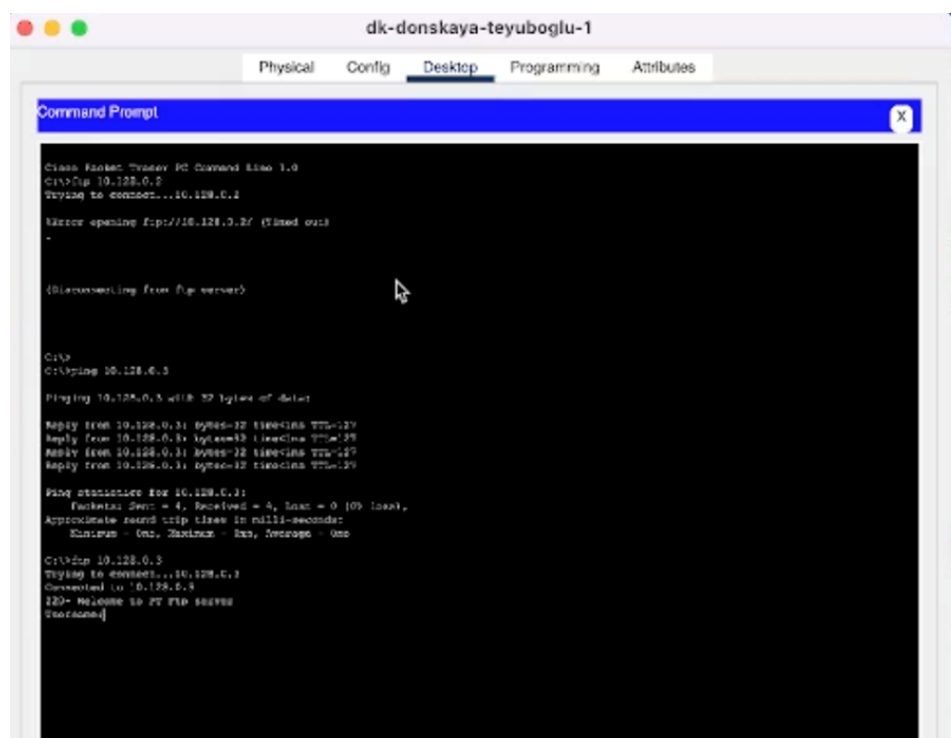 dk-donskaya-teyuboglu-1
Physical Config Desktop Programming Attributes
Command Prompt
X
Cisco Packet Tracer PC Command Line 1.0
C:\>ftp 10.128.0.2
Trying to connect...10.128.0.2
%Error opening ftp://10.128.0.2/ (Timed out)
(Disconnecting from ftp server)
C:\>
C:\>ping 10.128.0.3
Pinging 10.128.0.3 with 32 bytes of data:
Reply from 10.128.0.3: bytes=32 time<1ms TTL=127
Reply from 10.128.0.3: bytes=32 time<1ms TTL=127
Reply from 10.128.0.3: bytes=32 time<1ms TTL=127
Reply from 10.128.0.3: bytes=32 time<1ms TTL=127
Ping statistics for 10.128.0.3:
Packets: Sent = 4, Received = 4, Lost = 0 (0% loss),
Approximate round trip times in milli-seconds:
Minimum = 0ms, Maximum = 0ms, Average = 0ms
C:\>ftp 10.128.0.3
Trying to connect...10.128.0.3
Connected to 10.128.0.3
220- Welcome to PT Ftp server
Username: